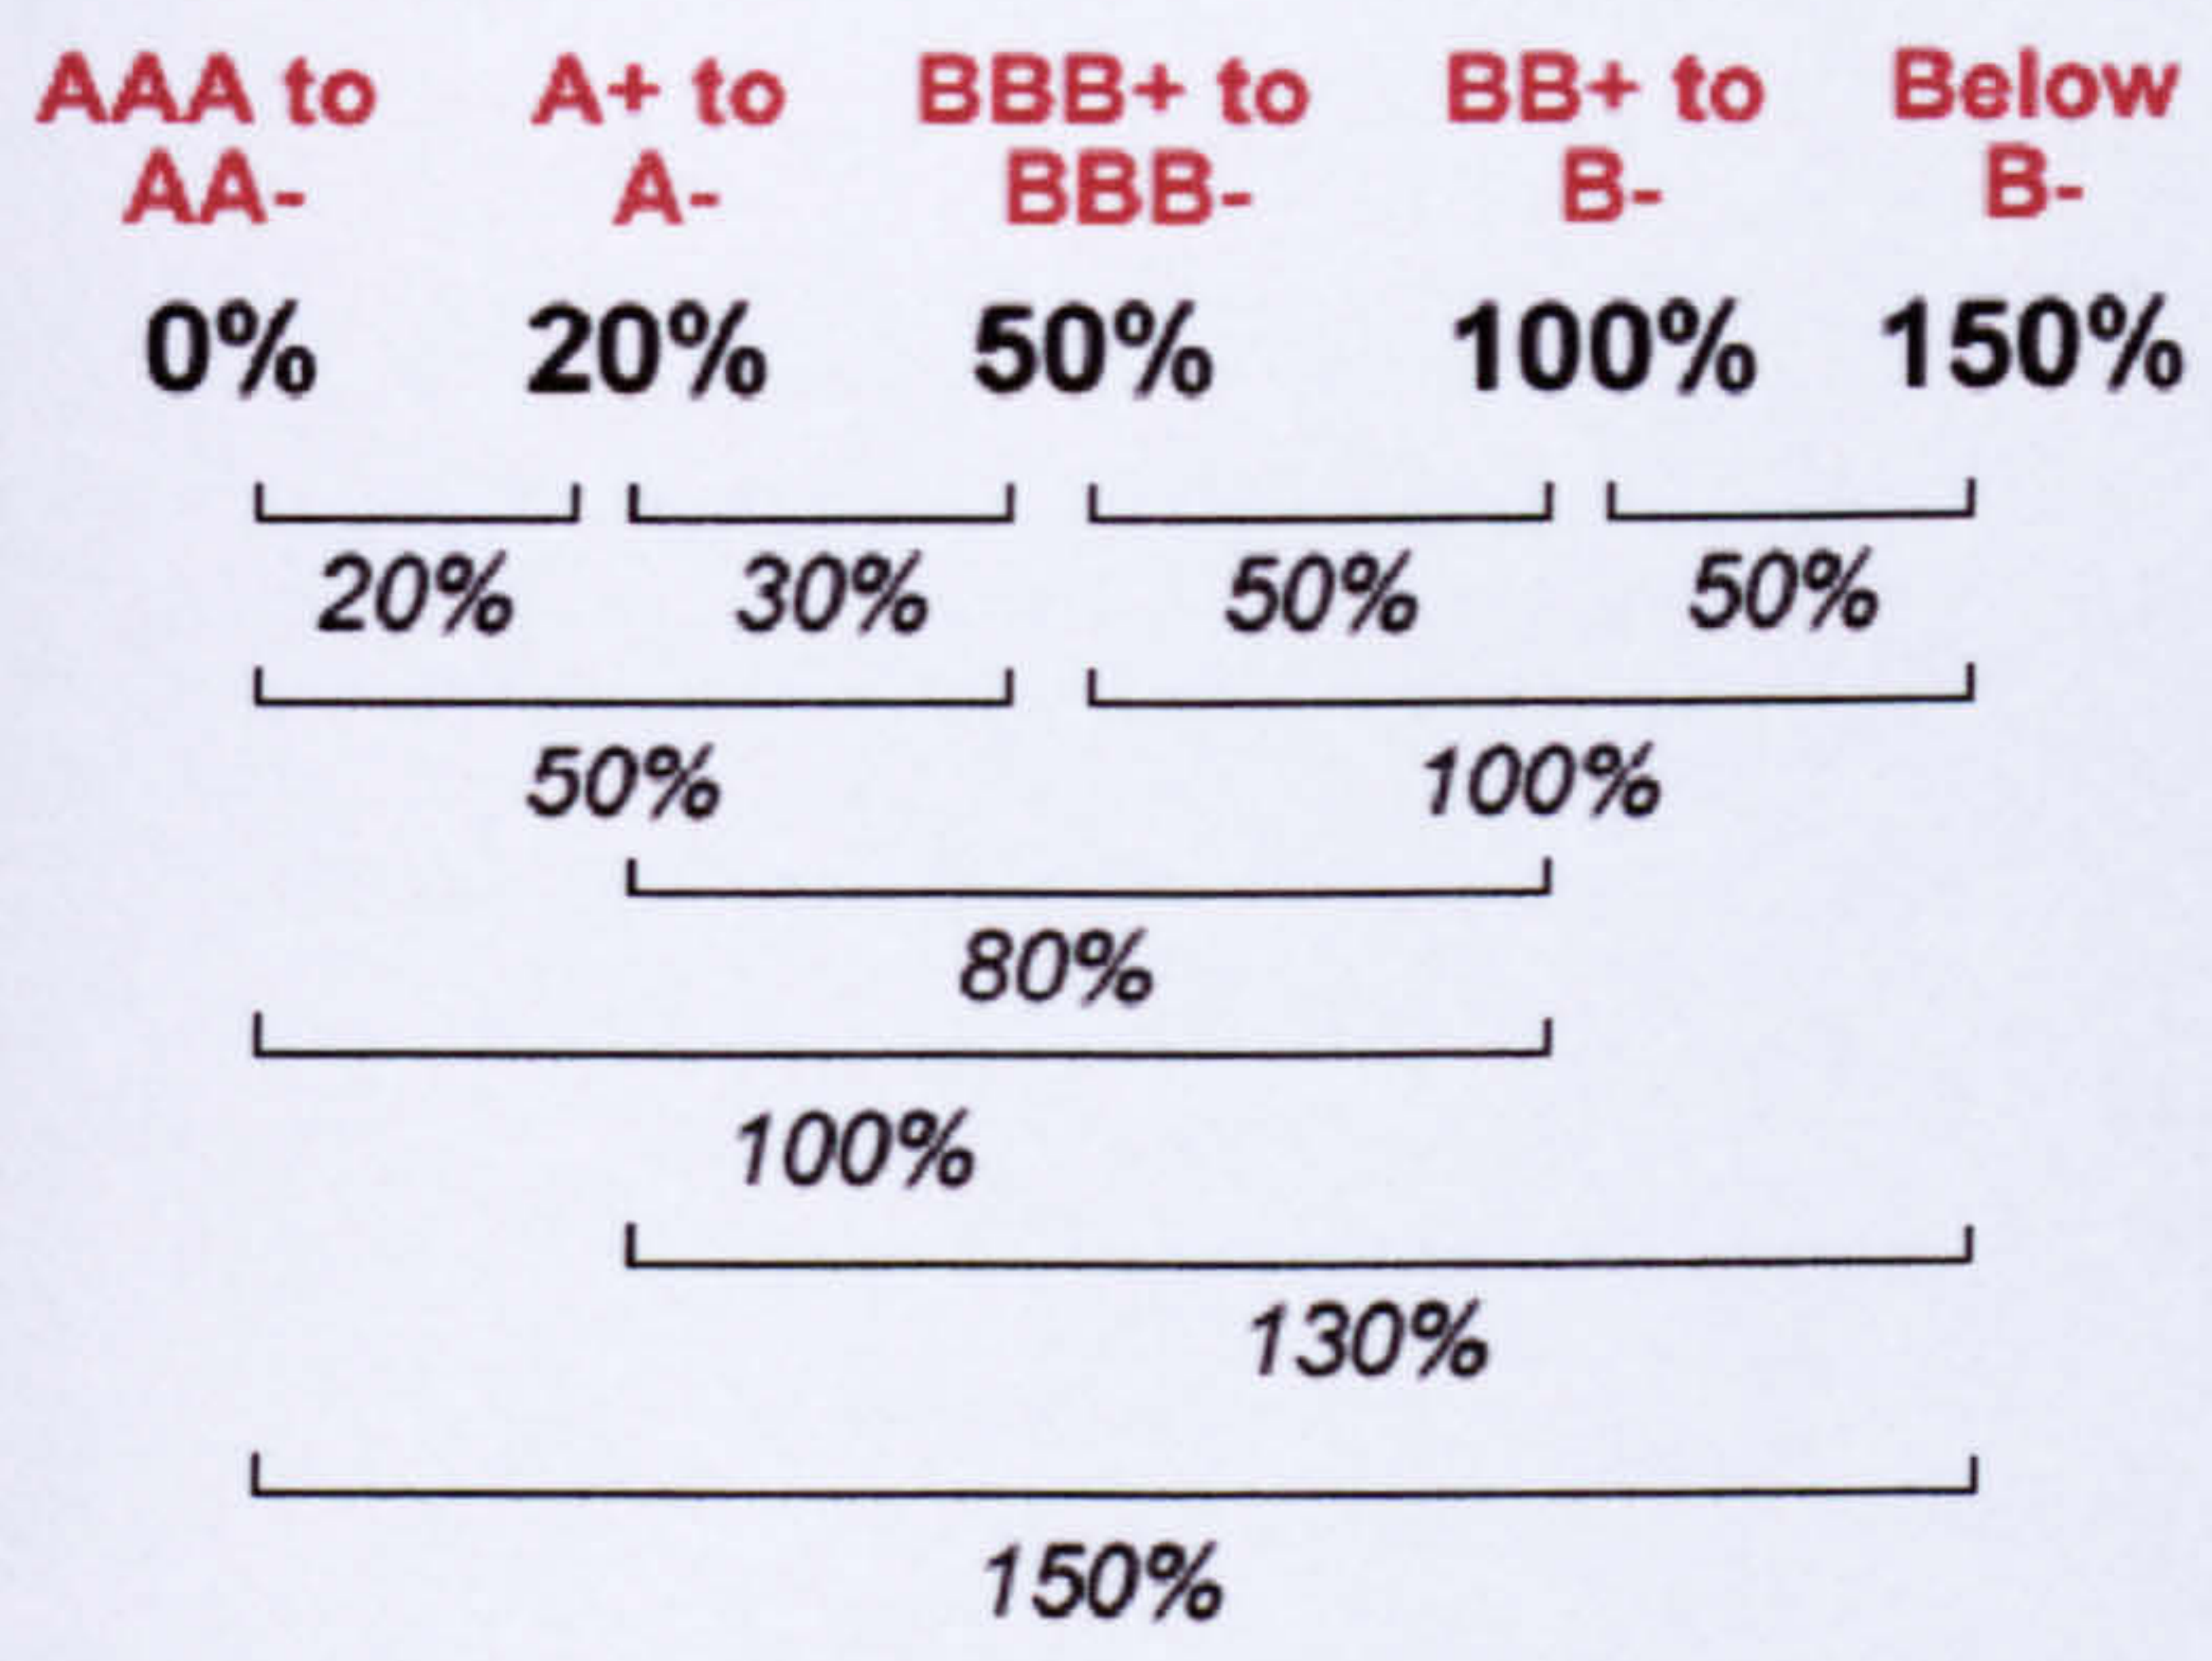 AAA to A+ to BBB+ to BB+ to Below
AA- A- BBB- B- B-
0% 20% 50% 100% 150%
20% 30% 50% 50%
50% 100%
80%
100%
130%
150%